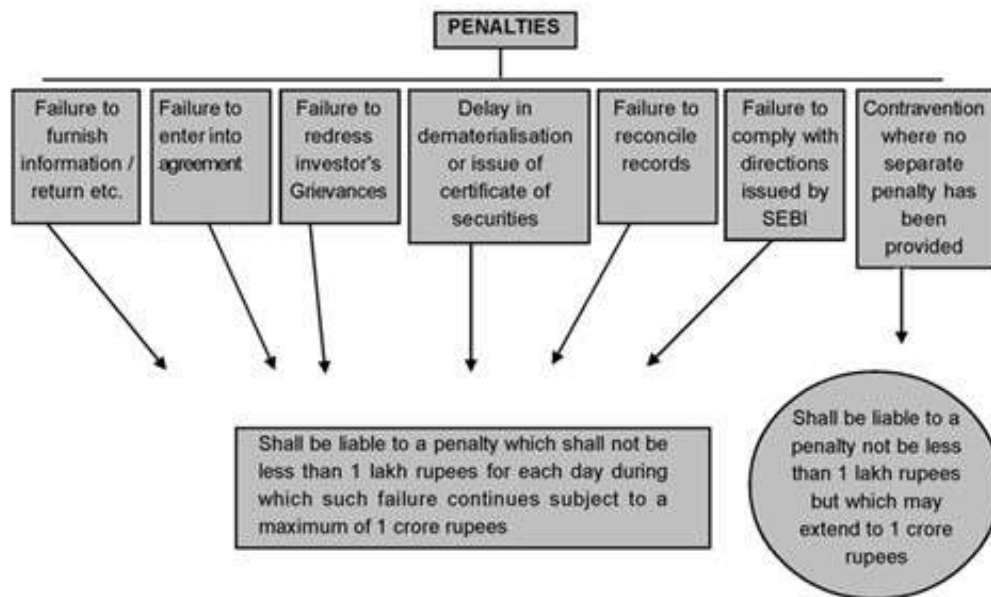 PENALTIES
Failure to
furnish
information /
return etc.
Failure to
enter into
agreement
Failure to
redress
investor's
Grievances
Delay in
dematerialisation
or issue of
certificate of
securities
Failure to
reconcile
records
Failure to
comply with
directions
issued by
SEBI
Contravention
where no
separate
penalty has
been
provided
Shall be liable to a penalty which shall not be
less than 1 lakh rupees for each day during
which such failure continues subject to a
maximum of 1 crore rupees
Shall be liable to a
penalty not be less
than 1 lakh rupees
but which may
extend to 1 crore
rupees